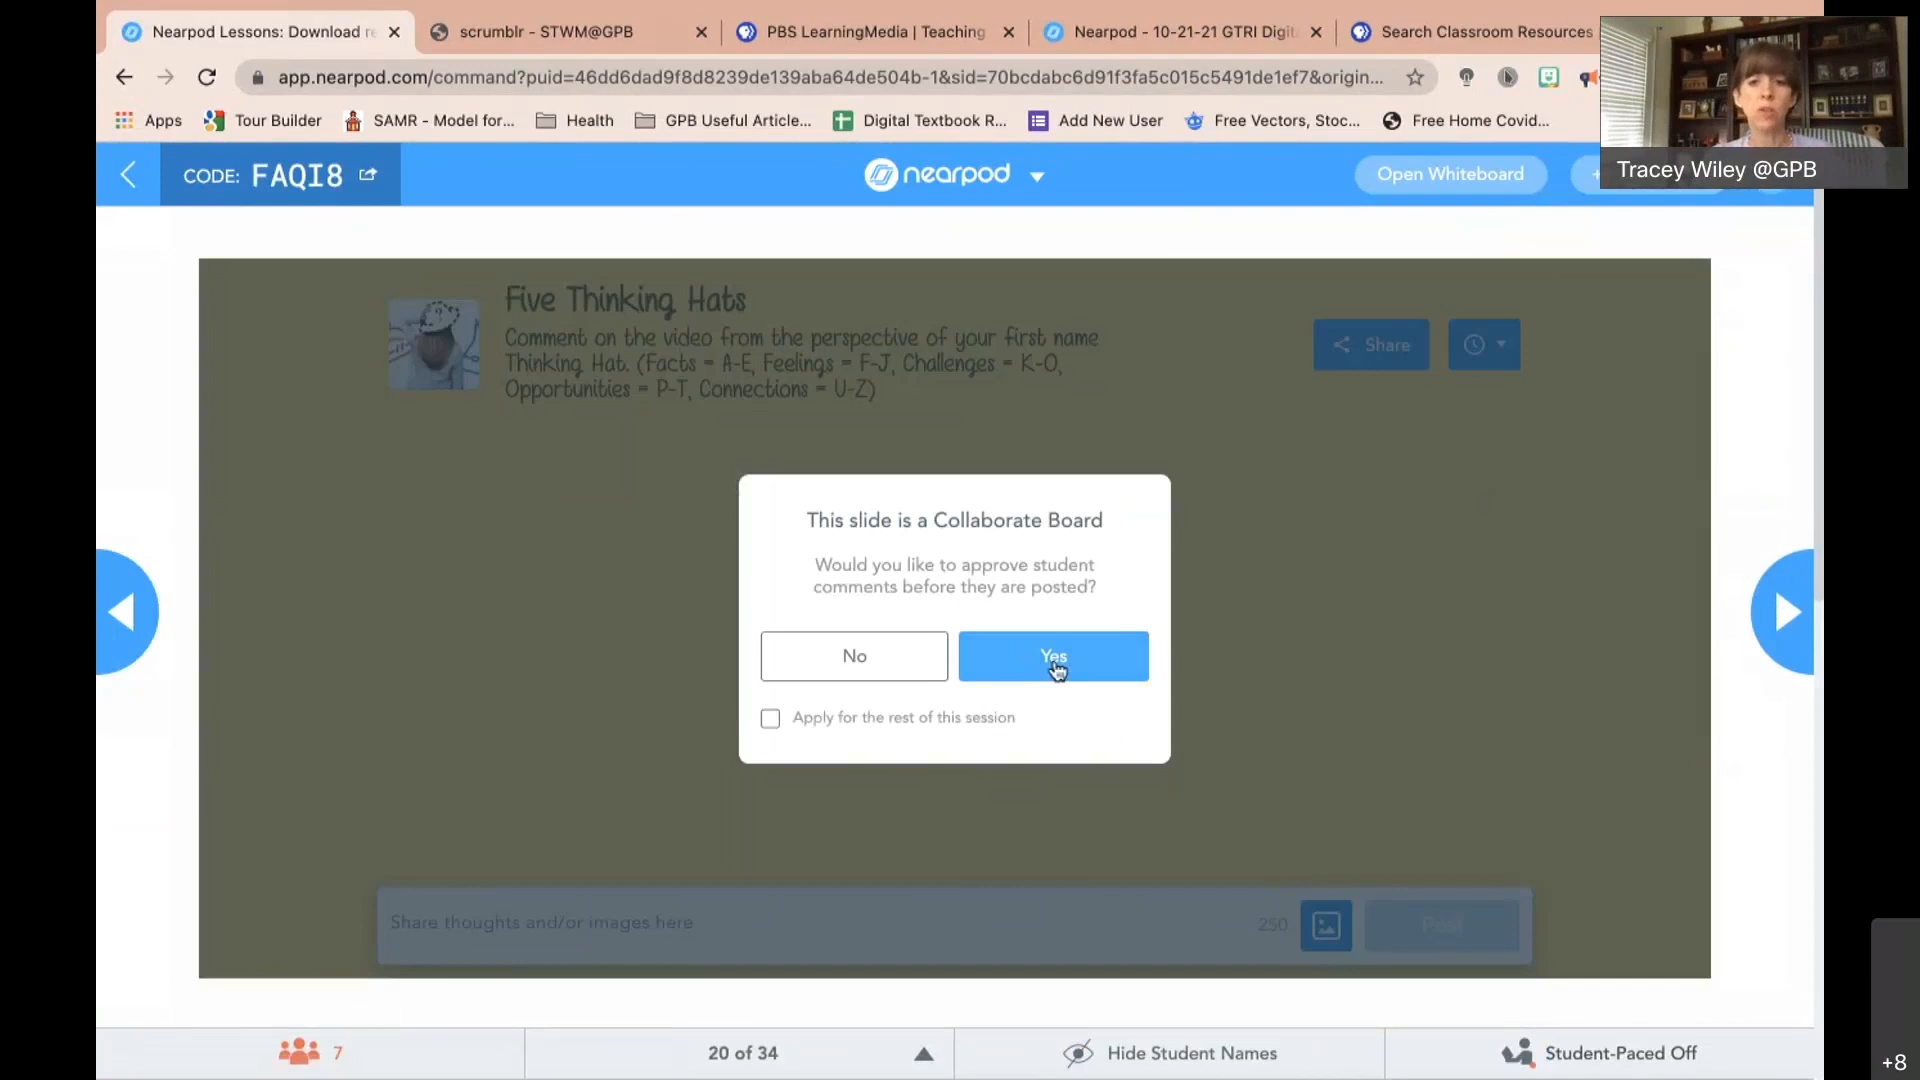 Nearpod Lessons: Download re
scrumblr - STWM@GPB
PBS LearningMedia | Teaching
Nearpod - 10-21-21 GTRI Digit
Search Classroom Resources
app.nearpod.com/command?puid=46dd6dad9f8d8239de139aba64de504b-1&sid=70bcdabc6d91f3fa5c015c5491de1ef7&origin...
Apps
Tour Builder
SAMR - Model for...
Health
GPB Useful Article...
Digital Textbook R...
Add New User
Free Vectors, Stoc...
Free Home Covid...
Tracey Wiley @GPB
CODE: FAQI8
nearpod
Open Whiteboard
Five Thinking Hats
Comment on the video from the perspective of your first name
Thinking Hat. (Facts = A-E, Feelings = F-J, Challenges = K-O,
Opportunities = P-T, Connections = U-Z)
Share
This slide is a Collaborate Board
Would you like to approve student
comments before they are posted?
No
Yes
Apply for the rest of this session
Share thoughts and/or images here
250
Post
7
20 of 34
Hide Student Names
Student-Paced Off
+8